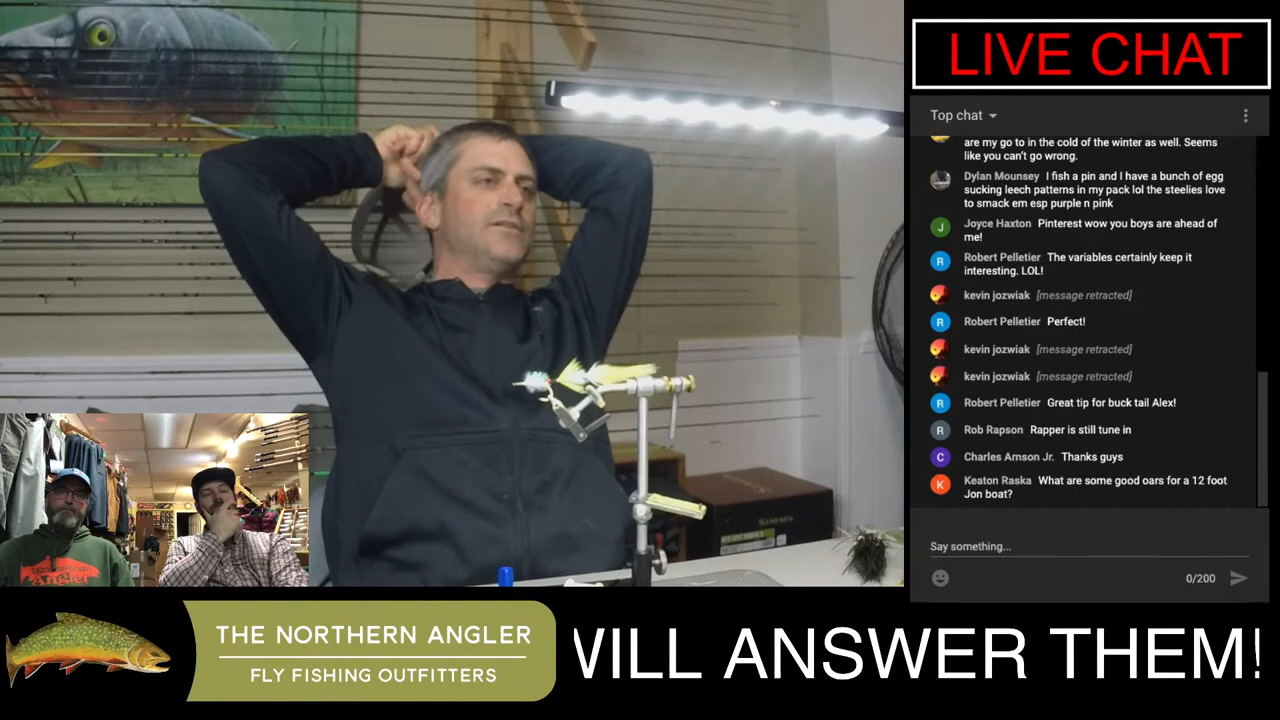 LIVE CHAT
Top chat
are my go to in the cold of the winter as well. Seems
like you can't go wrong.
Dylan Mounsey I fish a pin and I have a bunch of egg
sucking leech patterns in my pack lol the steelies love
to smack em esp purple n pink
J Joyce Haxton Pinterest wow you boys are ahead of
me!
R Robert Pelletier The variables certainly keep it
interesting. LOL!
kevin jozwiak [message retracted]
R Robert Pelletier Perfect!
kevin jozwiak [message retracted]
kevin jozwiak [message retracted]
R Robert Pelletier Great tip for buck tail Alex!
R Rob Rapson Rapper is still tune in
C Charles Amson Jr. Thanks guys
K Keaton Raska What are some good oars for a 12 foot
Jon boat?
Say something...
0/200
SIMMS
Angler
THE NORTHERN ANGLER
FLY FISHING OUTFITTERS
WILL ANSWER THEM!